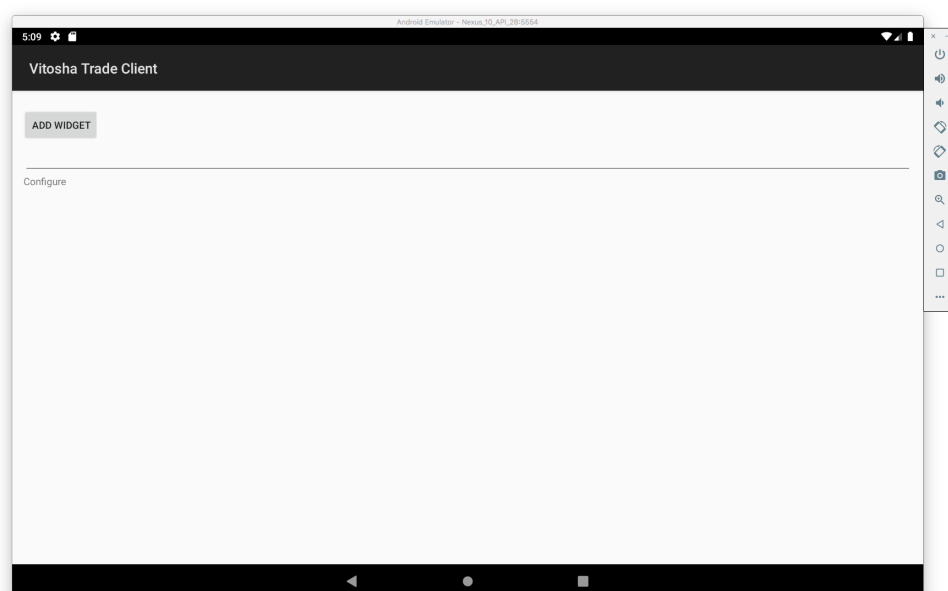 Android Emulator - Nexus_10_API_28:5554
5:09
Vitosha Trade Client
ADD WIDGET
Configure